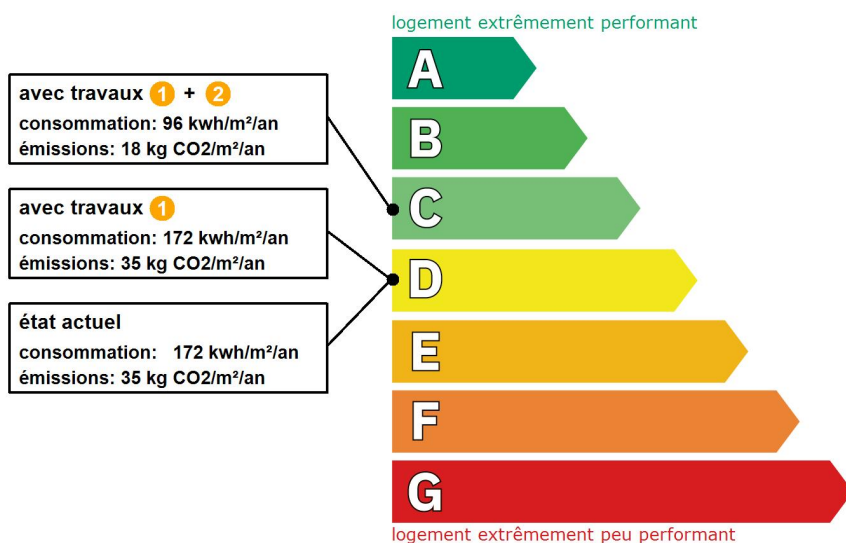 logement extrêmement performant
A
avec travaux 1 + 2
consommation: 96 kwh/m²/an
émissions: 18 kg CO2/m²/an
B
avec travaux 1
consommation: 172 kwh/m²/an
émissions: 35 kg CO2/m²/an
C
D
état actuel
consommation: 172 kwh/m²/an
émissions: 35 kg CO2/m²/an
E
F
G
logement extrêmement peu performant